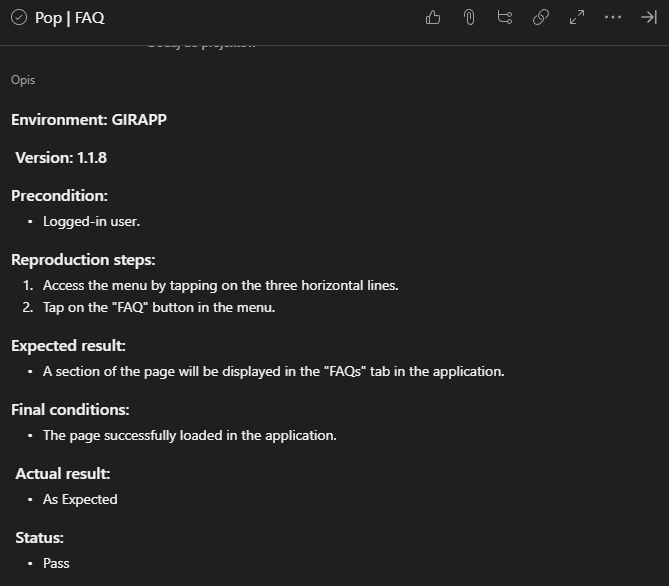 Pop | FAQ
Opis
Environment: GIRAPP
Version: 1.1.8
Precondition:
• Logged-in user.
Reproduction steps:
1. Access the menu by tapping on the three horizontal lines.
2. Tap on the "FAQ" button in the menu.
Expected result:
• A section of the page will be displayed in the "FAQs" tab in the application.
Final conditions:
• The page successfully loaded in the application.
Actual result:
• As Expected
Status:
• Pass